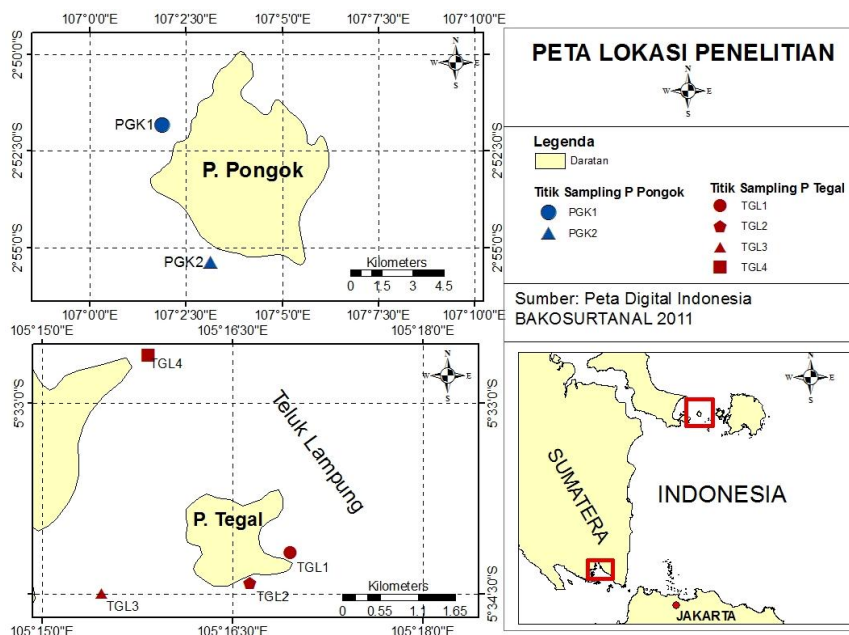 107°0'0"E 107°2'30"E 107°5'0"E 107°7'30"E 107°10'0"E
2°50'0"S 2°50'0"S
N
W E
S
PGK1
2°52'30"S 2°52'30"S
P. Pongok
2°55'0"S 2°55'0"S
PGK2
Kilometers
0 1.5 3 4.5
107°0'0"E 107°2'30"E 107°5'0"E 107°7'30"E 107°10'0"E
105°15'0"E 105°16'30"E 105°18'0"E
TGL4
N
W E
S
5°33'0"S 5°33'0"S
Teluk Lampung
P. Tegal
TGL1
TGL2
TGL3
Kilometers
0 0.55 1.1 1.65
5°34'30"S 5°34'30"S
105°15'0"E 105°16'30"E 105°18'0"E
PETA LOKASI PENELITIAN
N
W E
S
Legenda
Daratan
Titik Sampling P Pongok
PGK1
PGK2
Titik Sampling P Tegal
TGL1
TGL2
TGL3
TGL4
Sumber: Peta Digital Indonesia
BAKOSURTANAL 2011
N
W E
S
SUMATERA
INDONESIA
JAKARTA